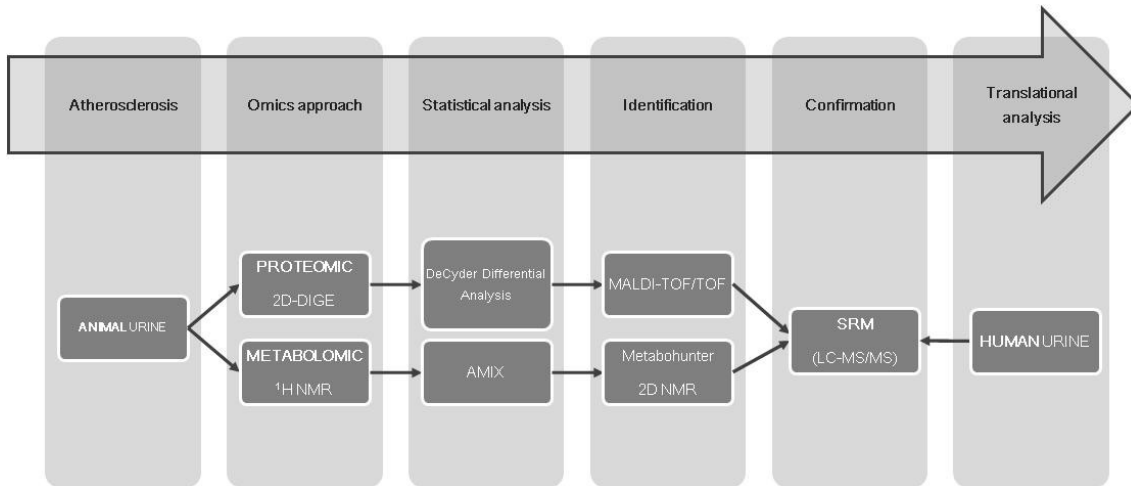 Atherosclerosis
Omics approach
Statistical analysis
Identification
Confirmation
Translational
analysis
PROTEOMIC
2D-DIGE
DeCyder Differential
Analysis
MALDI-TOF/TOF
ANIMAL URINE
METABOLOMIC
¹H NMR
AMIX
Metabohunter
2D NMR
SRM
(LC-MS/MS)
HUMAN URINE